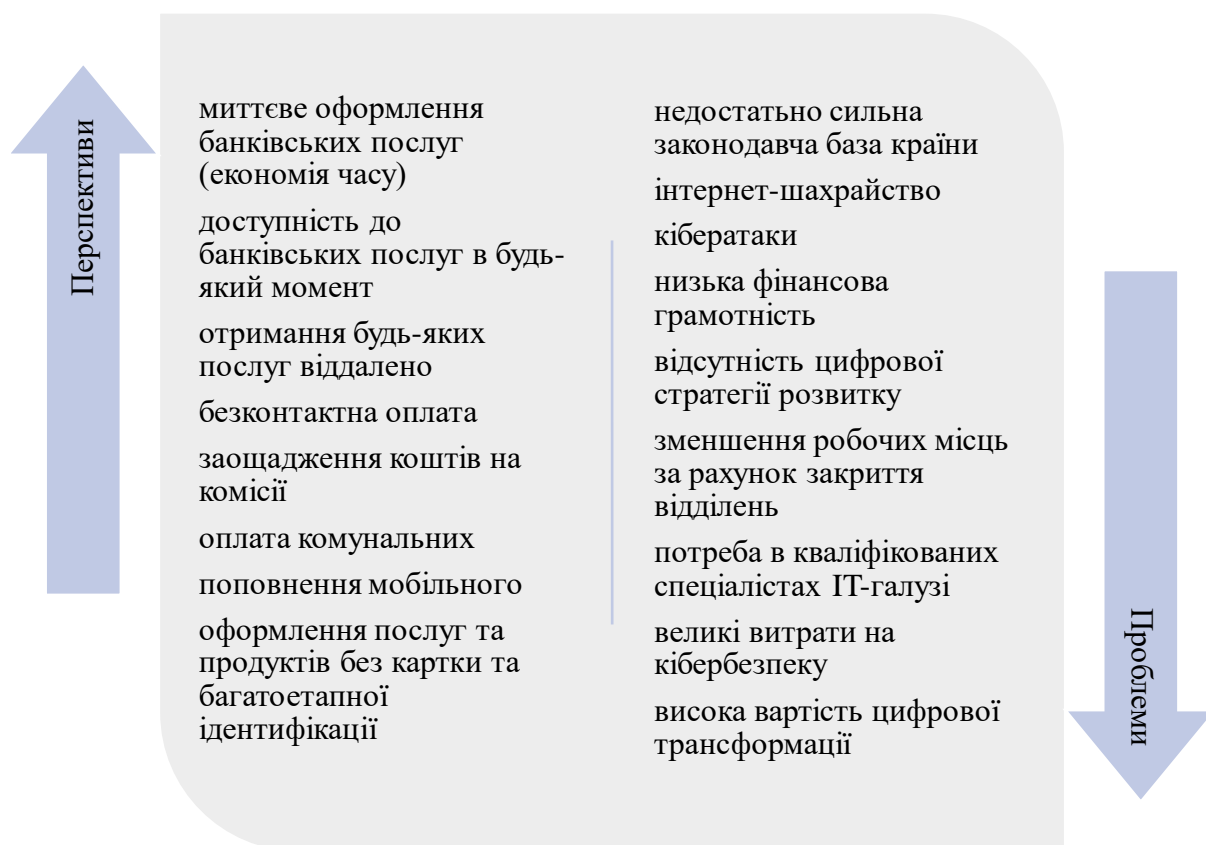 Перспективи
миттєве оформлення
банківських послуг
(економія часу)
доступність до
банківських послуг в будь-
який момент
отримання будь-яких
послуг віддалено
безконтактна оплата
заощадження коштів на
комісії
оплата комунальних
поповнення мобільного
оформлення послуг та
продуктів без картки та
багатоетапної
ідентифікації
недостатньо сильна
законодавча база країни
інтернет-шахрайство
кібератаки
низька фінансова
грамотність
відсутність цифрової
стратегії розвитку
зменшення робочих місць
за рахунок закриття
відділень
потреба в кваліфікованих
спеціалістах ІТ-галузі
великі витрати на
кібербезпеку
висока вартість цифрової
трансформації
Проблеми